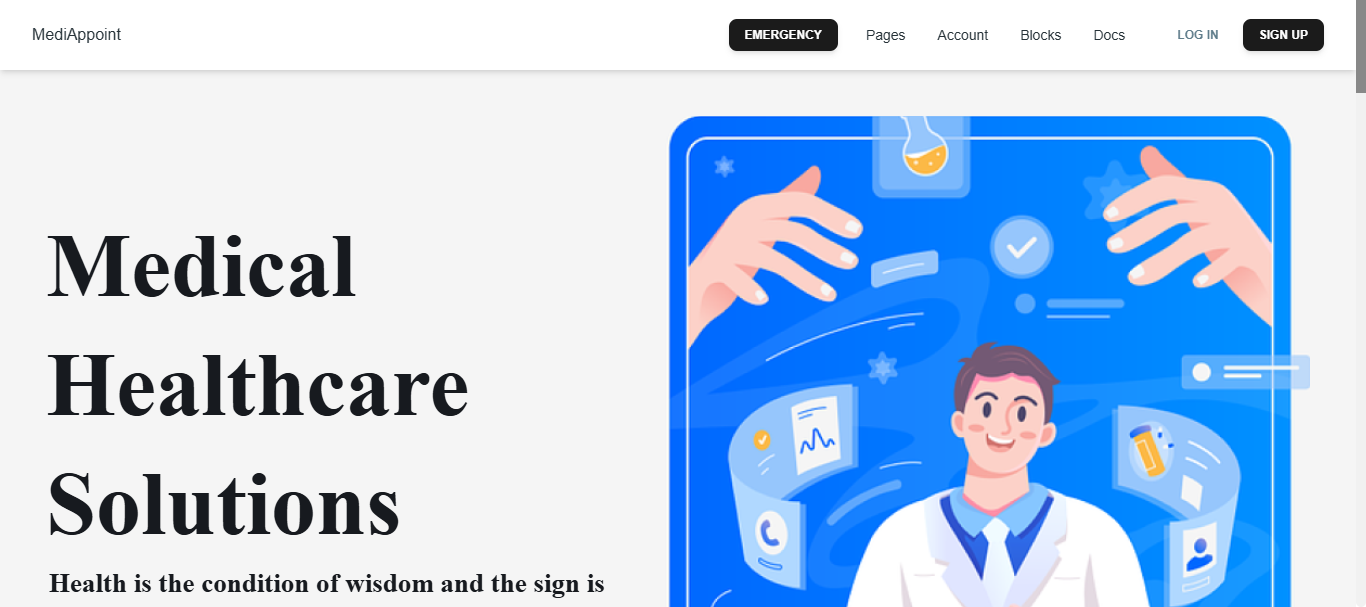 MediAppoint
EMERGENCY
Pages
Account
Blocks
Docs
LOG IN
SIGN UP
Medical
Healthcare
Solutions
Health is the condition of wisdom and the sign is